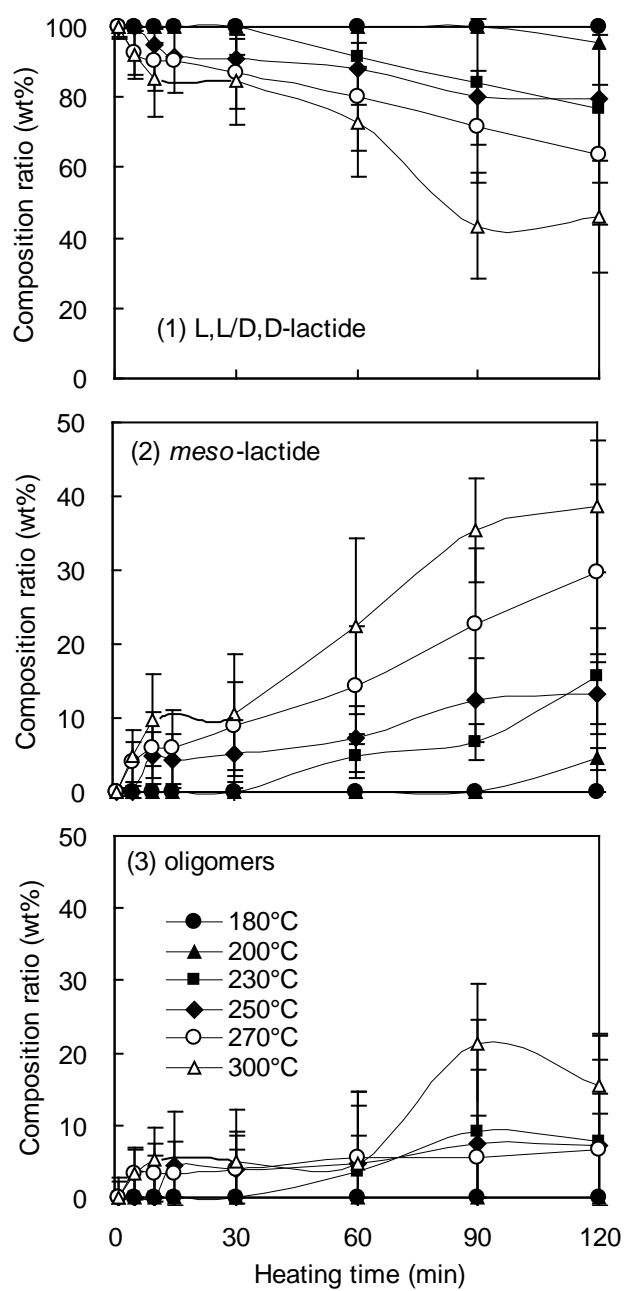 100
80
60
40
20
0
Composition ratio (wt%)
(1) L,L/D,D-lactide
50
40
30
20
10
0
Composition ratio (wt%)
(2) meso-lactide
50
40
30
20
10
0
Composition ratio (wt%)
(3) oligomers
180°C
200°C
230°C
250°C
270°C
300°C
0 30 60 90 120
Heating time (min)